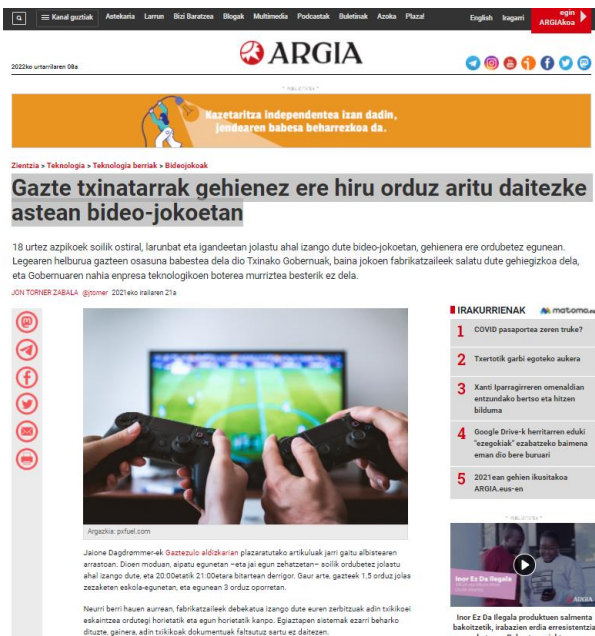 Kanal guztiak Astekaria Larrun Bizi Baratzea Blogak Multimedia Podcastak Buletinak Azoka Plaza! English Iragarri egin
ARGIAkoa
ARGIA
2022ko urtarrilaren 08a
Kazetaritza independentea izan dadin,
jendearen babesa beharrezkoa da.
Zientzia > Teknologia > Teknologia berriak > Bideojokoak
Gazte txinatarrak gehienez ere hiru orduz aritu daitezke
astean bideo-jokoetan
18 urtez azpikoek soilik ostiral, larunbat eta igandeetan jolastu ahal izango dute bideo-jokoetan, gehienera ere ordubetez egunean.
Legearen helburua gazteen osasuna babestea dela dio Txinako Gobernuak, baina jokoen fabrikatzaileek salatu dute gehiegizkoa dela,
eta Gobernuaren nahia enpresa teknologikoen boterea murriztea besterik ez dela.
JON TORNER ZABALA @jtorner 2021eko irailaren 21a
Argazkia: pxfuel.com
Jaione Dagdrømmer-ek Gaztezulo aldizkarian plazaratutako artikuluak jarri gaitu albistearen
arrastoan. Dioen moduan, aipatu egunetan –eta jai egun zehatzetan– soilik ordubetez jolastu
ahal izango dute, eta 20:00etatik 21:00etara bitartean derrigor. Gaur arte, gazteek 1,5 orduz jolas
zezaketen eskola-egunetan, eta egunean 3 orduz oporretan.
Neurri berri hauen aurrean, fabrikatzaileek debekatua izango dute euren zerbitzuak adin txikikoei
eskaintzea ordutegi horietatik eta egun horietatik kanpo. Egiaztapen sistemak ezarri beharko
dituzte, gainera, adin txikikoak dokumentuak faltsutuz sartu ez daitezen.
IRAKURRIENAK matomo
1 COVID pasaportea zeren truke?
2 Txertotik garbi egoteko aukera
3 Xanti Iparragirreren omenaldian
entzundako bertso eta hitzen
bilduma
4 Google Drive-k herritarren eduki
"ezegokiak" ezabatzeko baimena
eman dio bere buruari
5 2021ean gehien ikusitakoa
ARGIA.eus-en
Inor Ez Da Ilegala
ARGIA
Inor Ez Da Ilegala produktuen salmenta
bakoitzetik, irabazien erdia erresistentzia